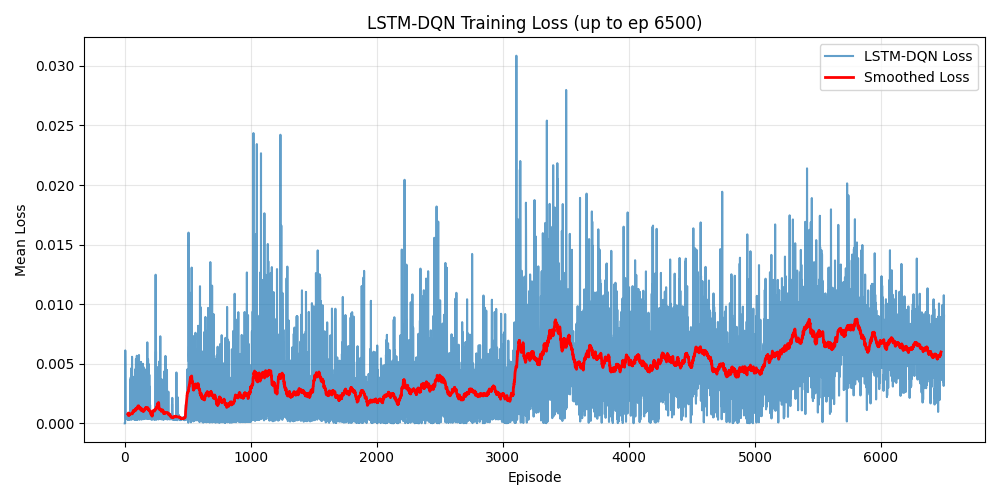 LSTM-DQN Training Loss (up to ep 6500)
LSTM-DQN Loss
Smoothed Loss
Mean Loss
0.030
0.025
0.020
0.015
0.010
0.005
0.000
0
1000
2000
3000
4000
5000
6000
Episode